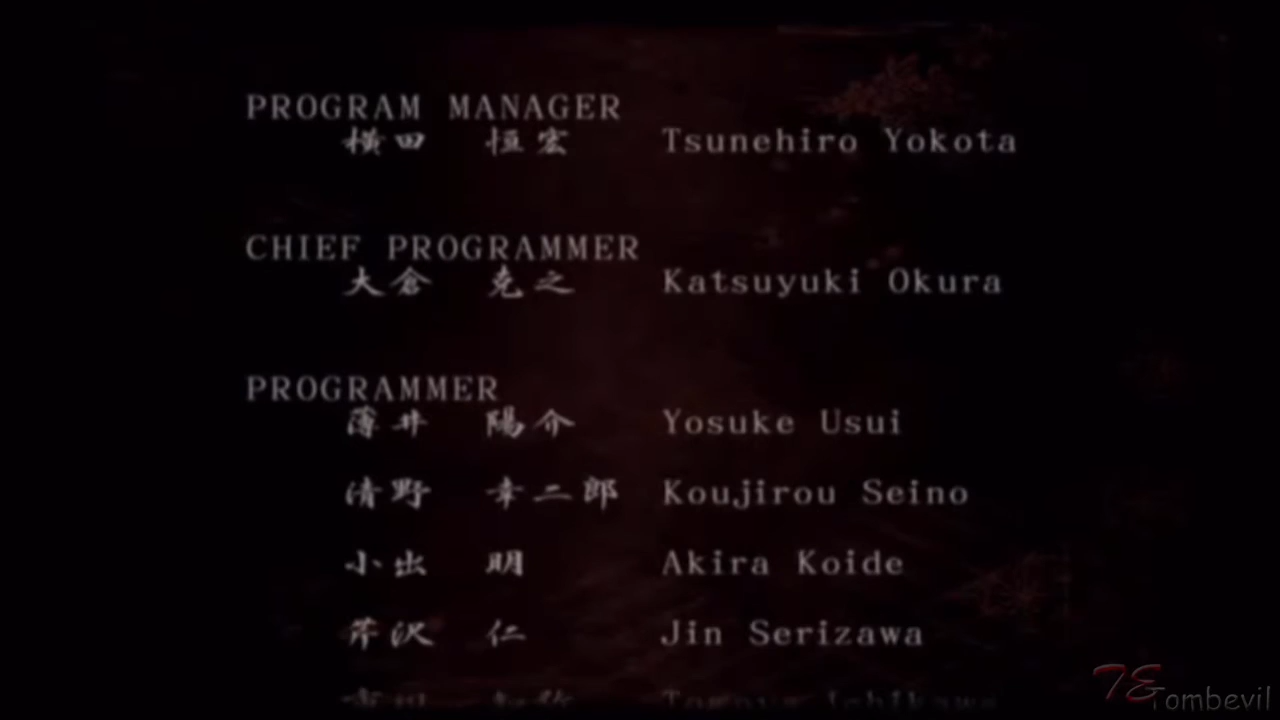 PROGRAM MANAGER
横田 恒宏 Tsunehiro Yokota
CHIEF PROGRAMMER
大倉 克之 Katsuyuki Okura
PROGRAMMER
薄井 陽介 Yosuke Usui
清野 幸二郎 Koujirou Seino
小出 明 Akira Koide
芹沢 仁 Jin Serizawa
Ichikawa
TE Tombevil